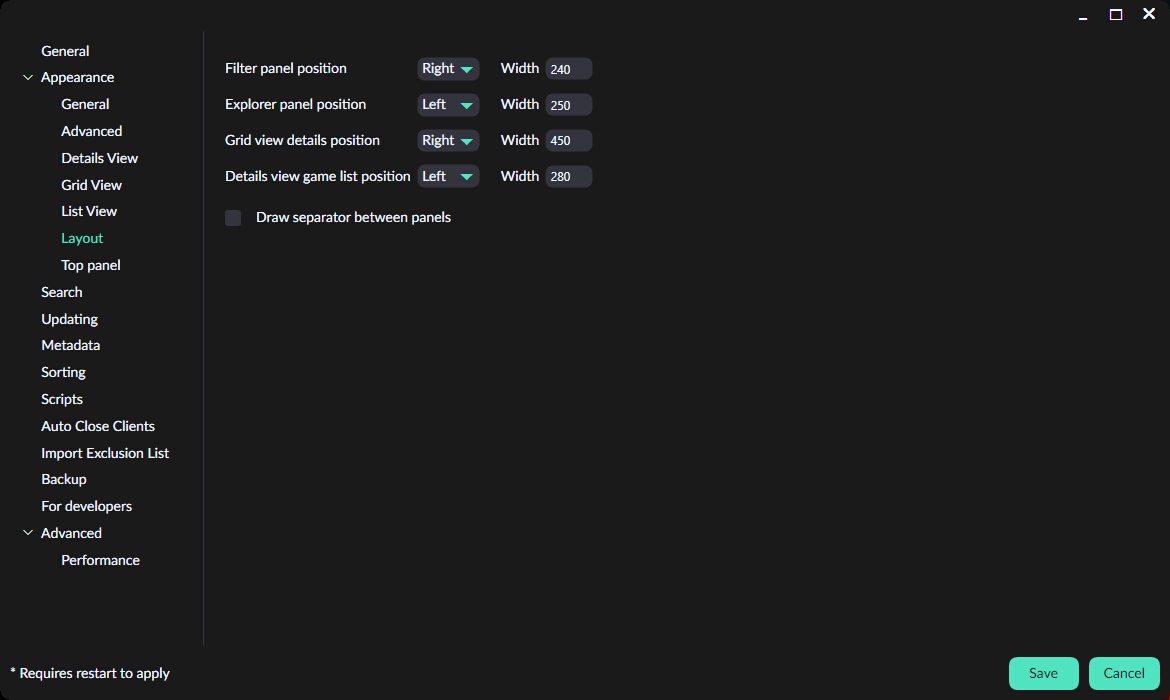 General
Appearance
General
Advanced
Details View
Grid View
List View
Layout
Top panel
Search
Updating
Metadata
Sorting
Scripts
Auto Close Clients
Import Exclusion List
Backup
For developers
Advanced
Performance
Filter panel position Right Width 240
Explorer panel position Left Width 250
Grid view details position Right Width 450
Details view game list position Left Width 280
Draw separator between panels
* Requires restart to apply
Save Cancel